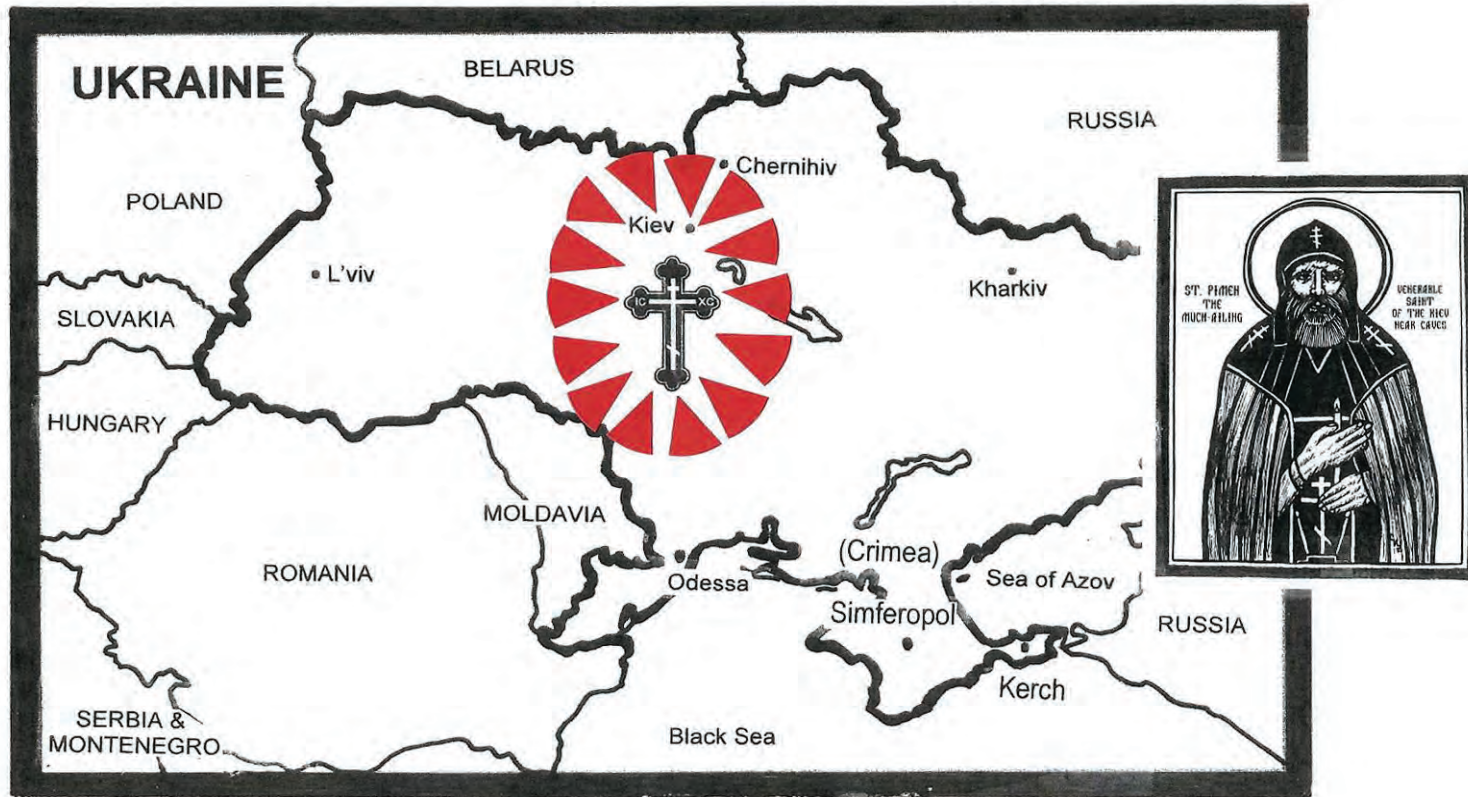 UKRAINE
BELARUS
RUSSIA
Chernihiv
POLAND
Kiev
L'viv
Kharkiv
IC
XC
SLOVAKIA
HUNGARY
MOLDAVIA
ROMANIA
Odessa
(Crimea)
Sea of Azov
Simferopol
RUSSIA
Kerch
SERBIA &
MONTENEGRO
Black Sea
ST. PIMEN
THE
MUCH-AILING
VENERABLE
SAINT
OF THE KIEV
NEAR CAVES